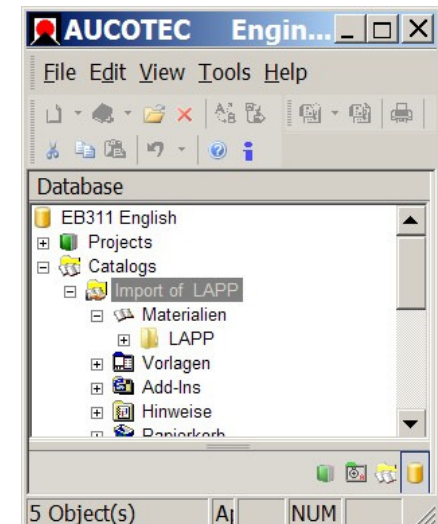 AUCOTEC Engin...
File Edit View Tools Help
Database
EB311 English
Projects
Catalogs
Import of LAPP
Materialien
LAPP
Vorlagen
Add-Ins
Hinweise
Papierkorb
5 Object(s) NUM